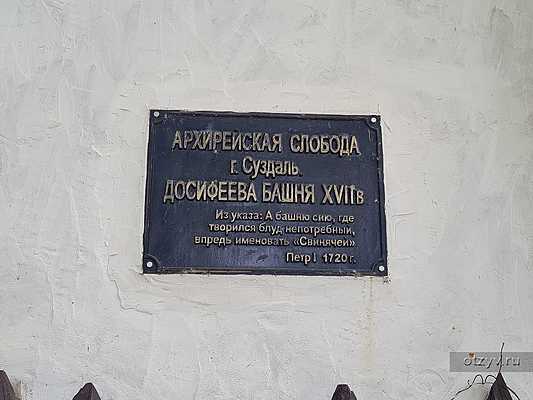 АРХИРЕЙСКАЯ СЛОБОДА
г. Суздаль.
ДОСИФЕЕВА БАШНЯ XVIIв
Из указа: А башню сию, где
творился блуд непотребный,
впредь именовать «Свинячей»
Петр I 1720 г.
otzyv.ru